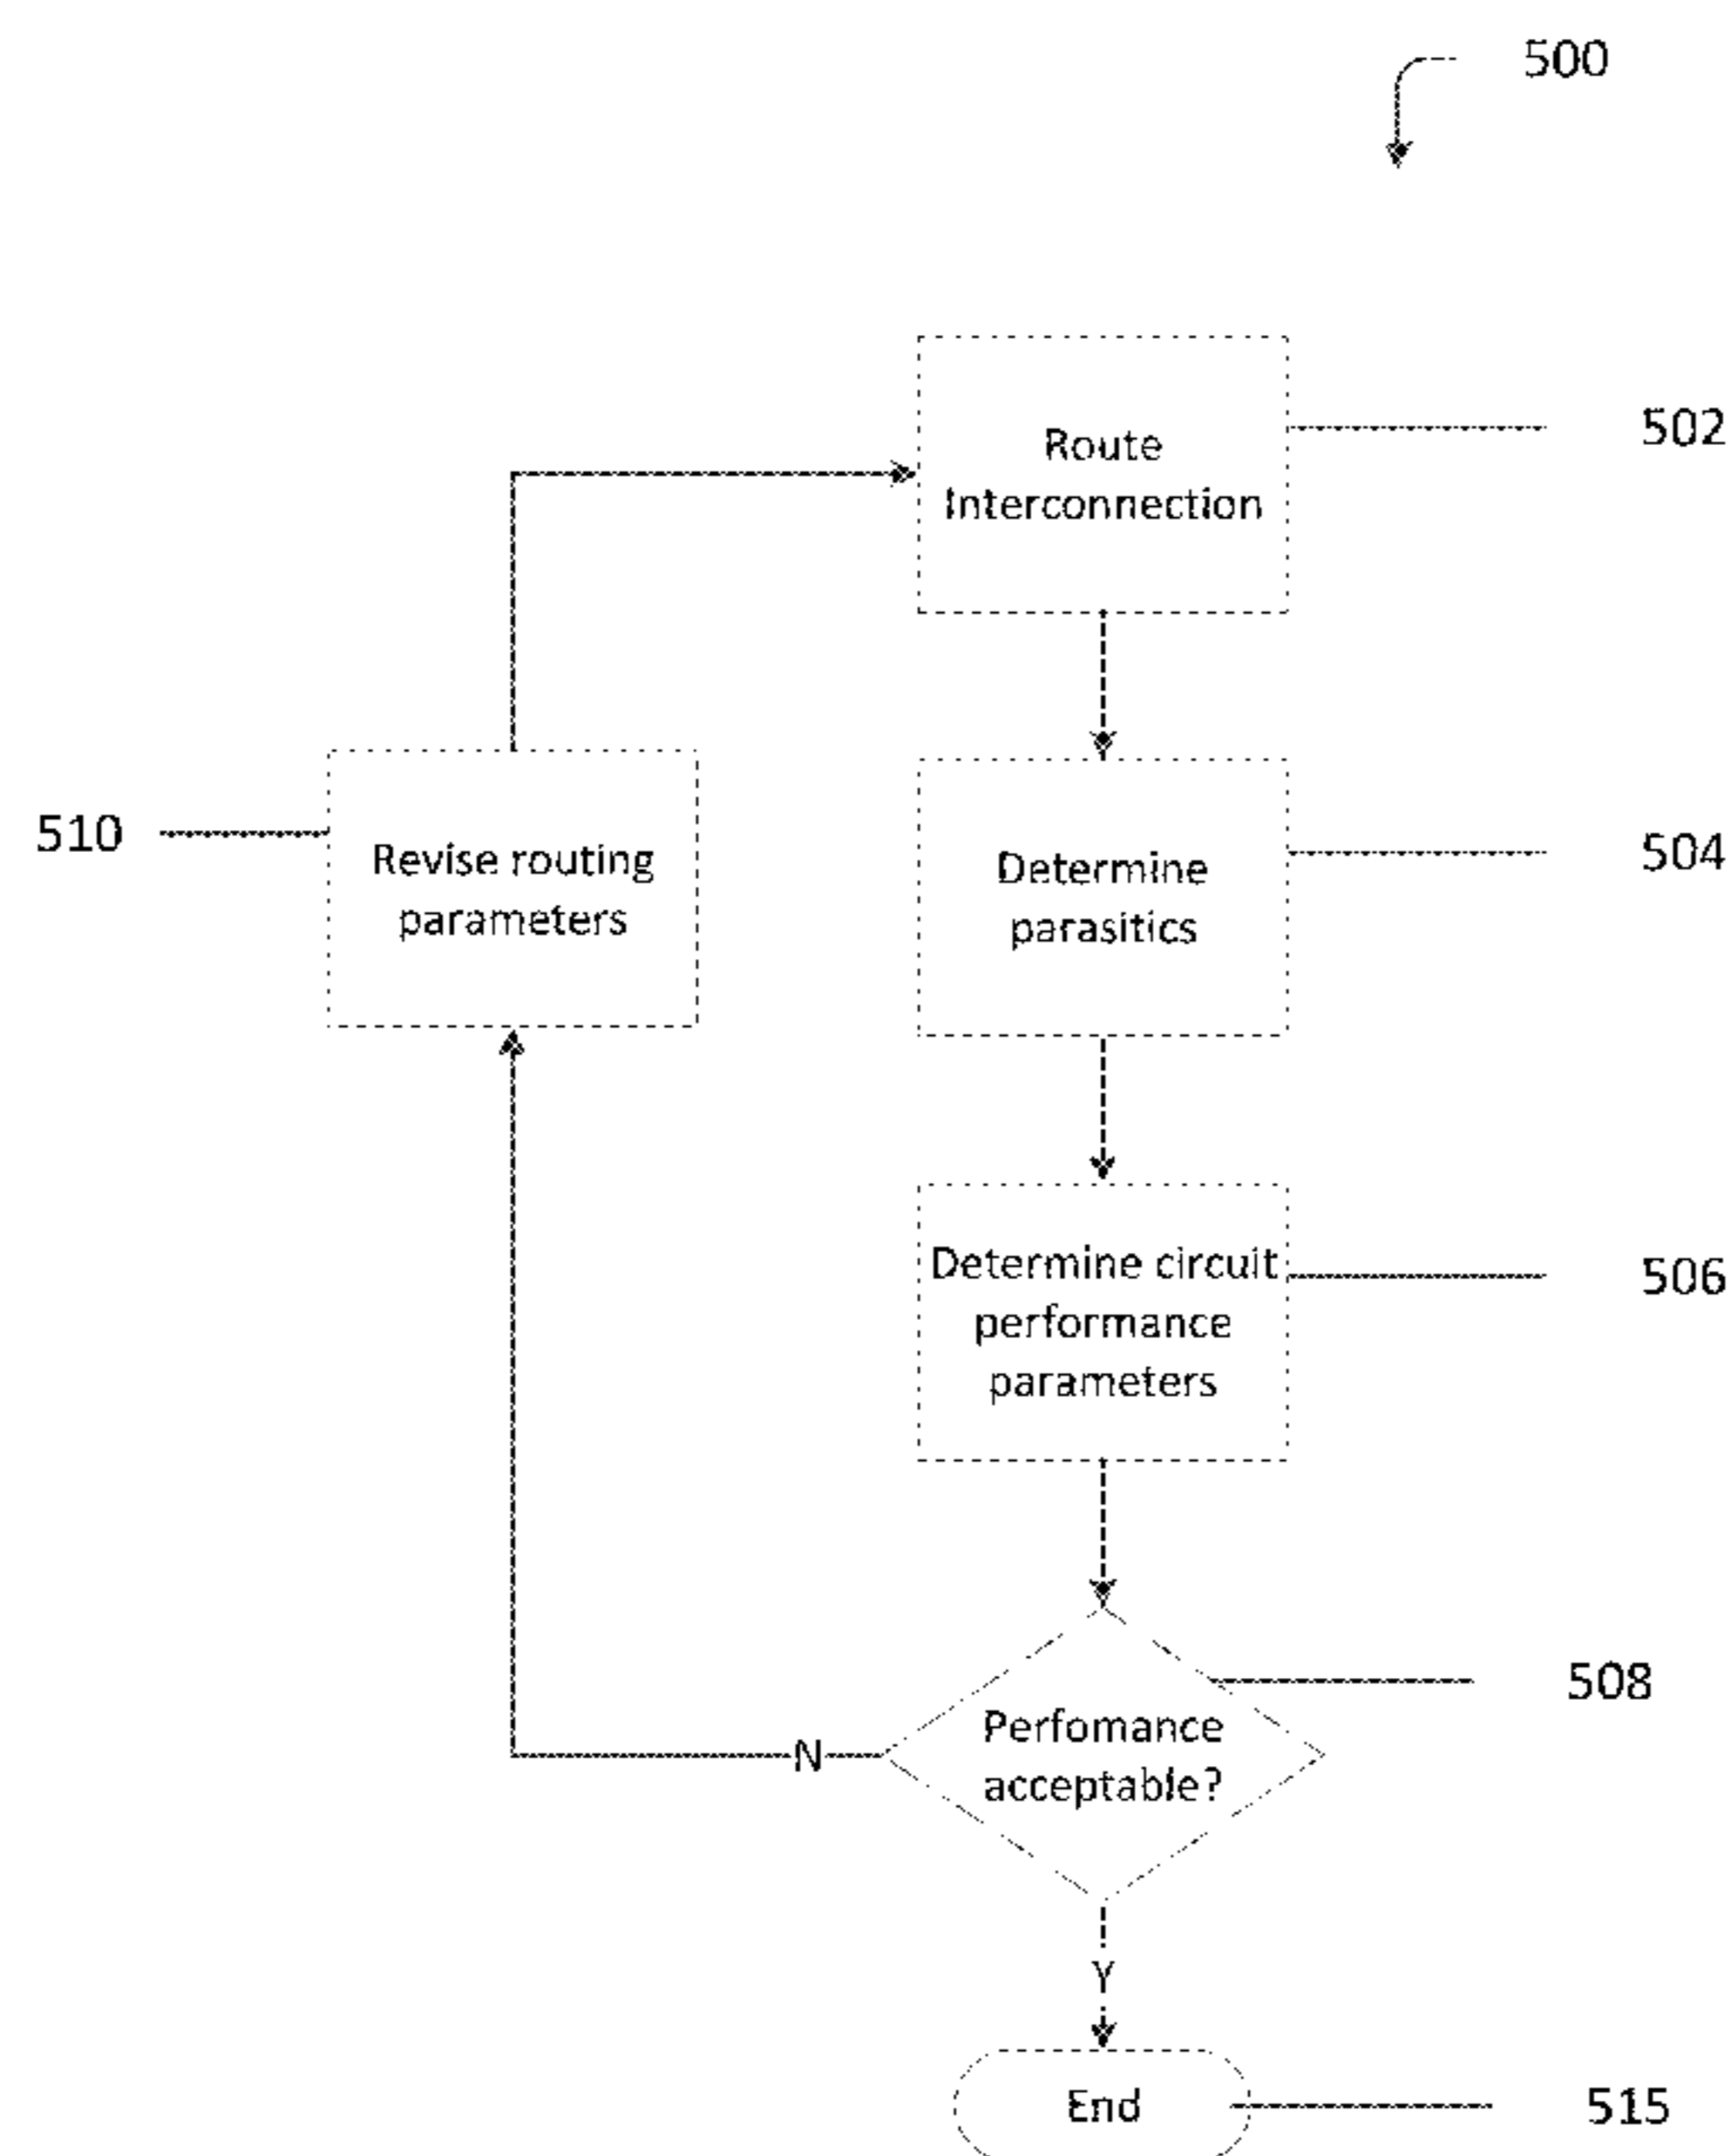 500
Route
Interconnection
502
510
Revise routing
parameters
Determine
parasitics
504
Determine circuit
performance
parameters
506
508
Perfomance
acceptable?
N
Y
End
515